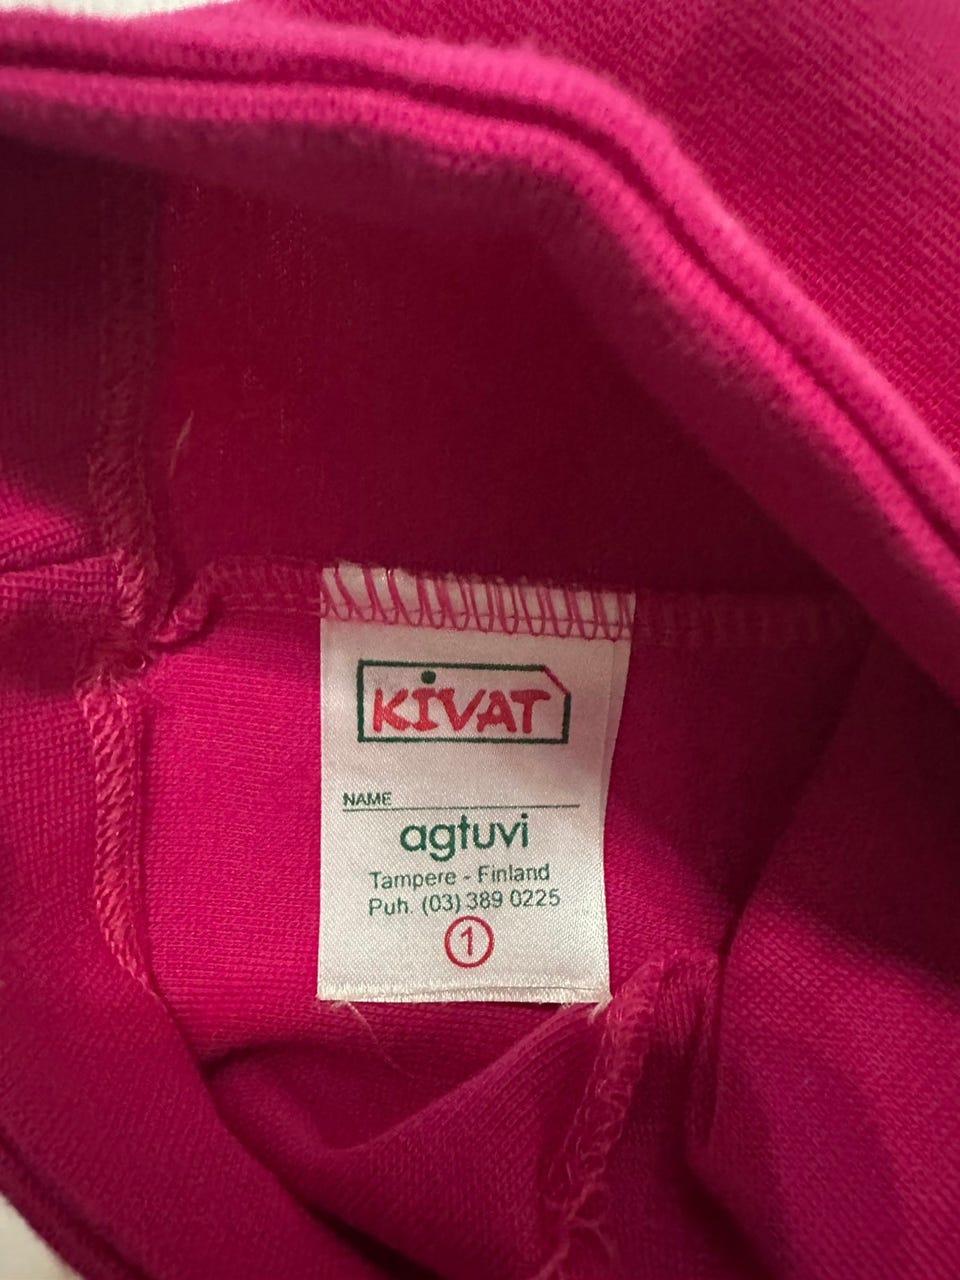 KiVAT
NAME
agtuvi
Tampere - Finland
Puh. (03) 389 0225
1